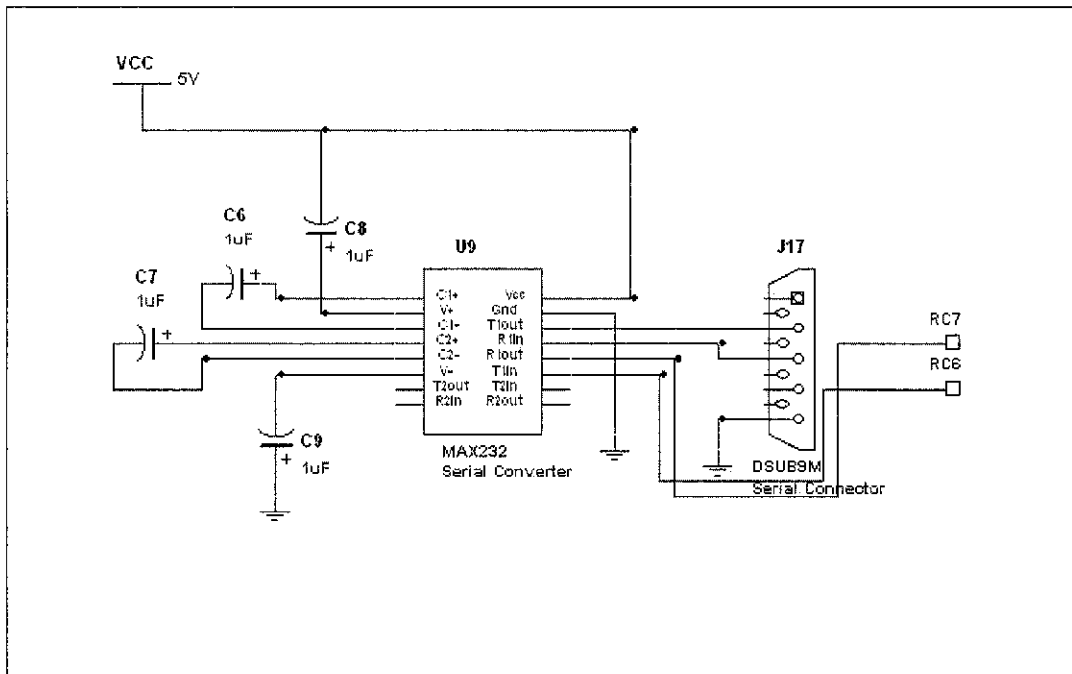 VCC
5V
C6
1uF
C8
1uF
C7
1uF
U9
J17
C1+
V+
C1-
C2+
C2-
V-
T2out
R2in
Vcc
Gnd
T1out
R1in
R1out
T1in
T2in
R2out
RC7
RC6
C9
1uF
MAX232
Serial Converter
DSUB9M
Serial Connector
+
+
+
+